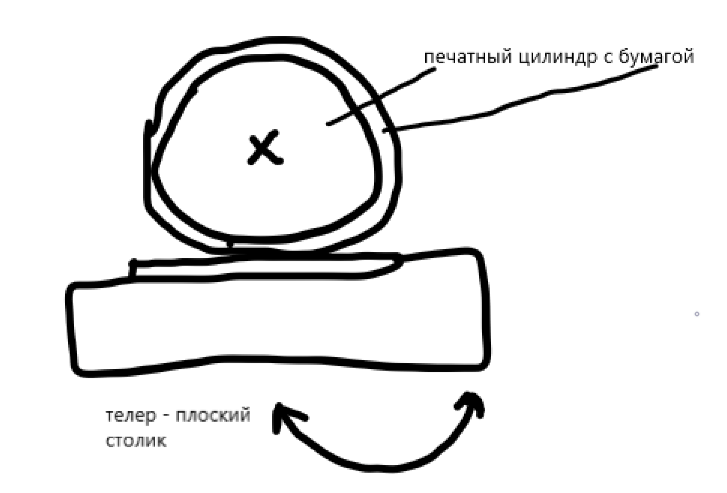 печатный цилиндр с бумагой
телер - плоский
столик